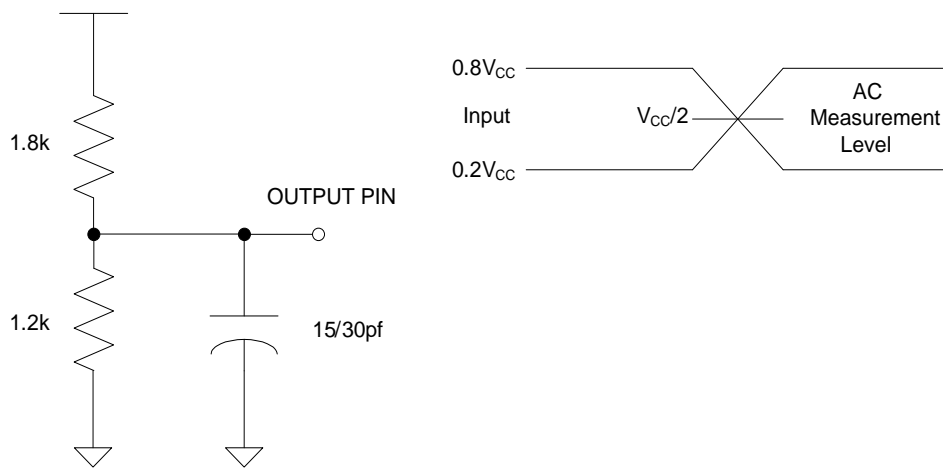 1.8k
OUTPUT PIN
1.2k
15/30pf
0.8VCC
Input
VCC/2
0.2VCC
AC
Measurement
Level